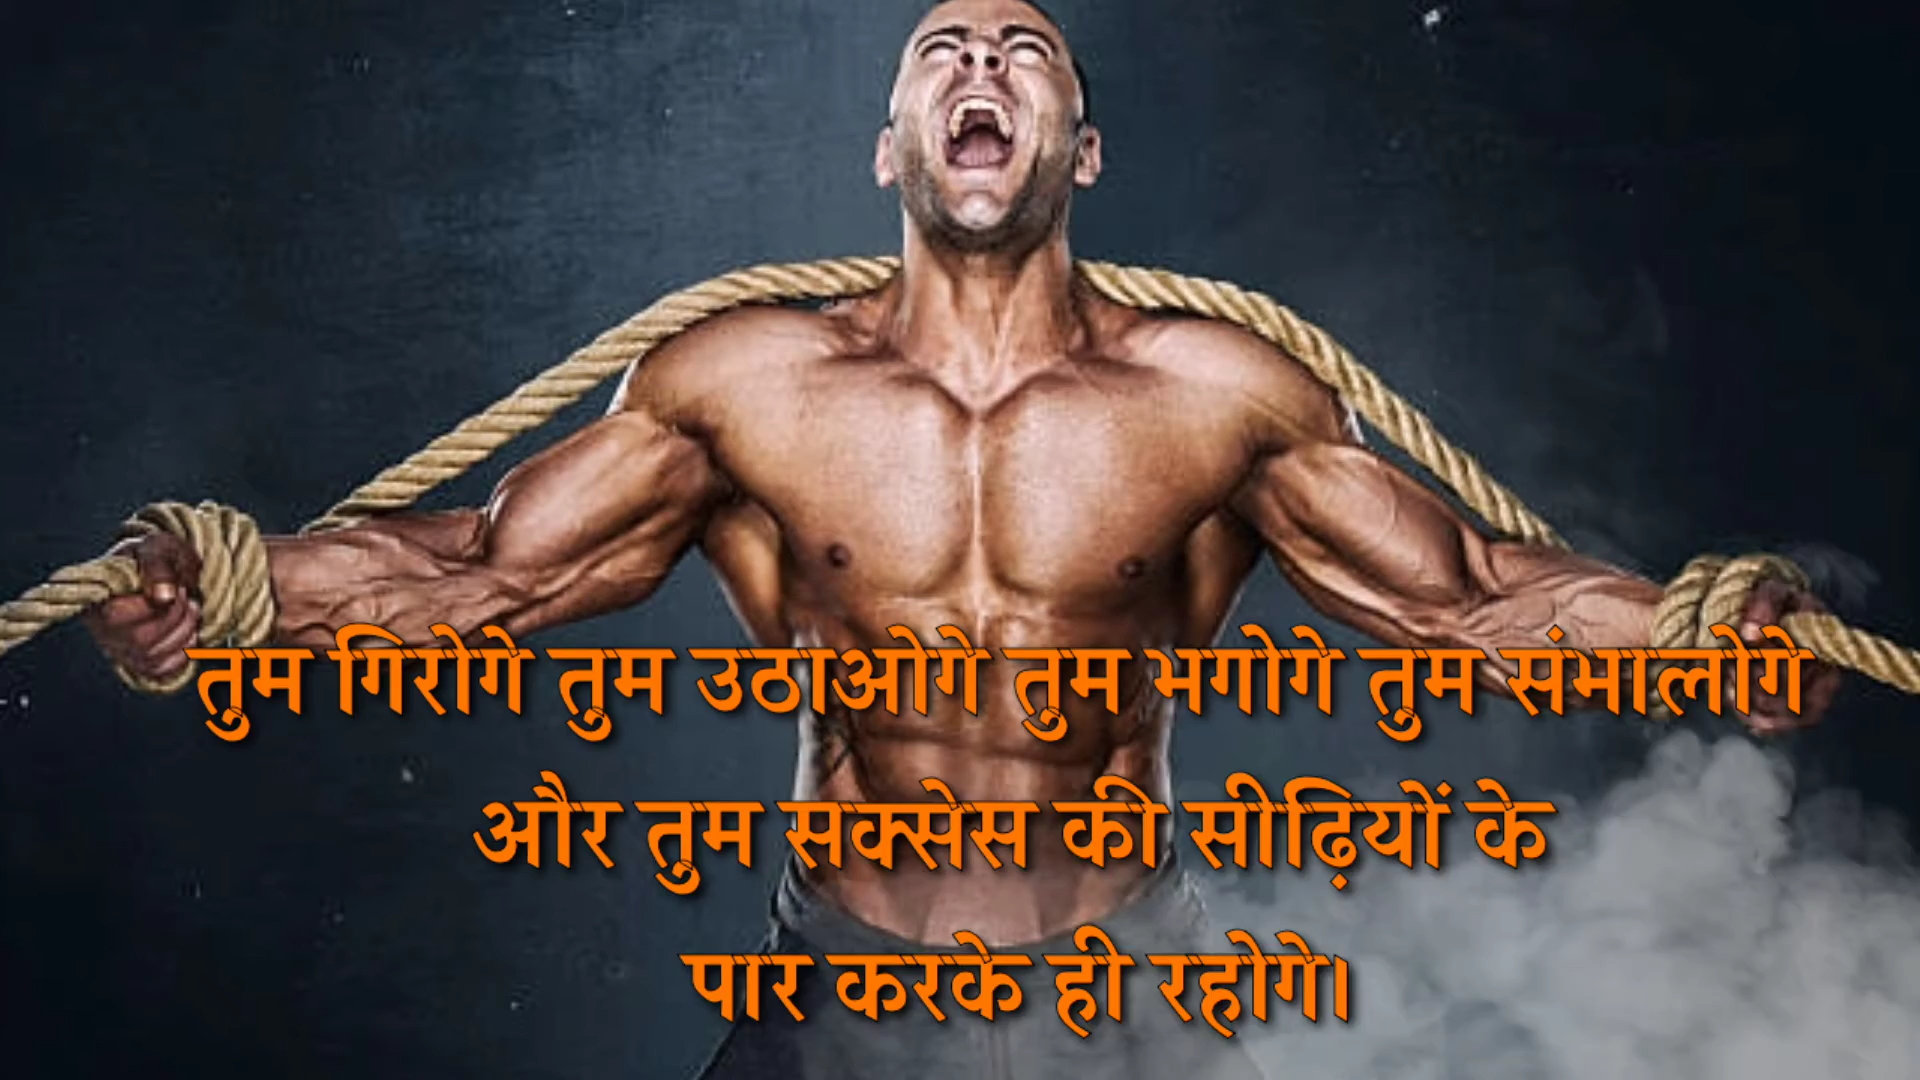 तुम गिरोगे तुम उठाओगे तुम भगोगे तुम संभालोगे
और तुम सक्सेस की सीढ़ियों के
पार करके ही रहोगे।